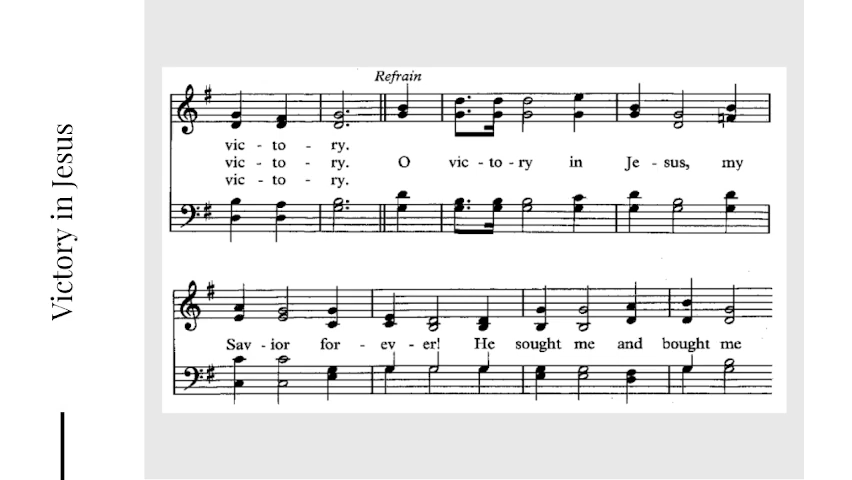 Victory in Jesus
Refrain
vic - to - ry.
vic - to - ry. O vic - to - ry in Je - sus, my
vic - to - ry.
Sav - ior for - ev - er! He sought me and bought me